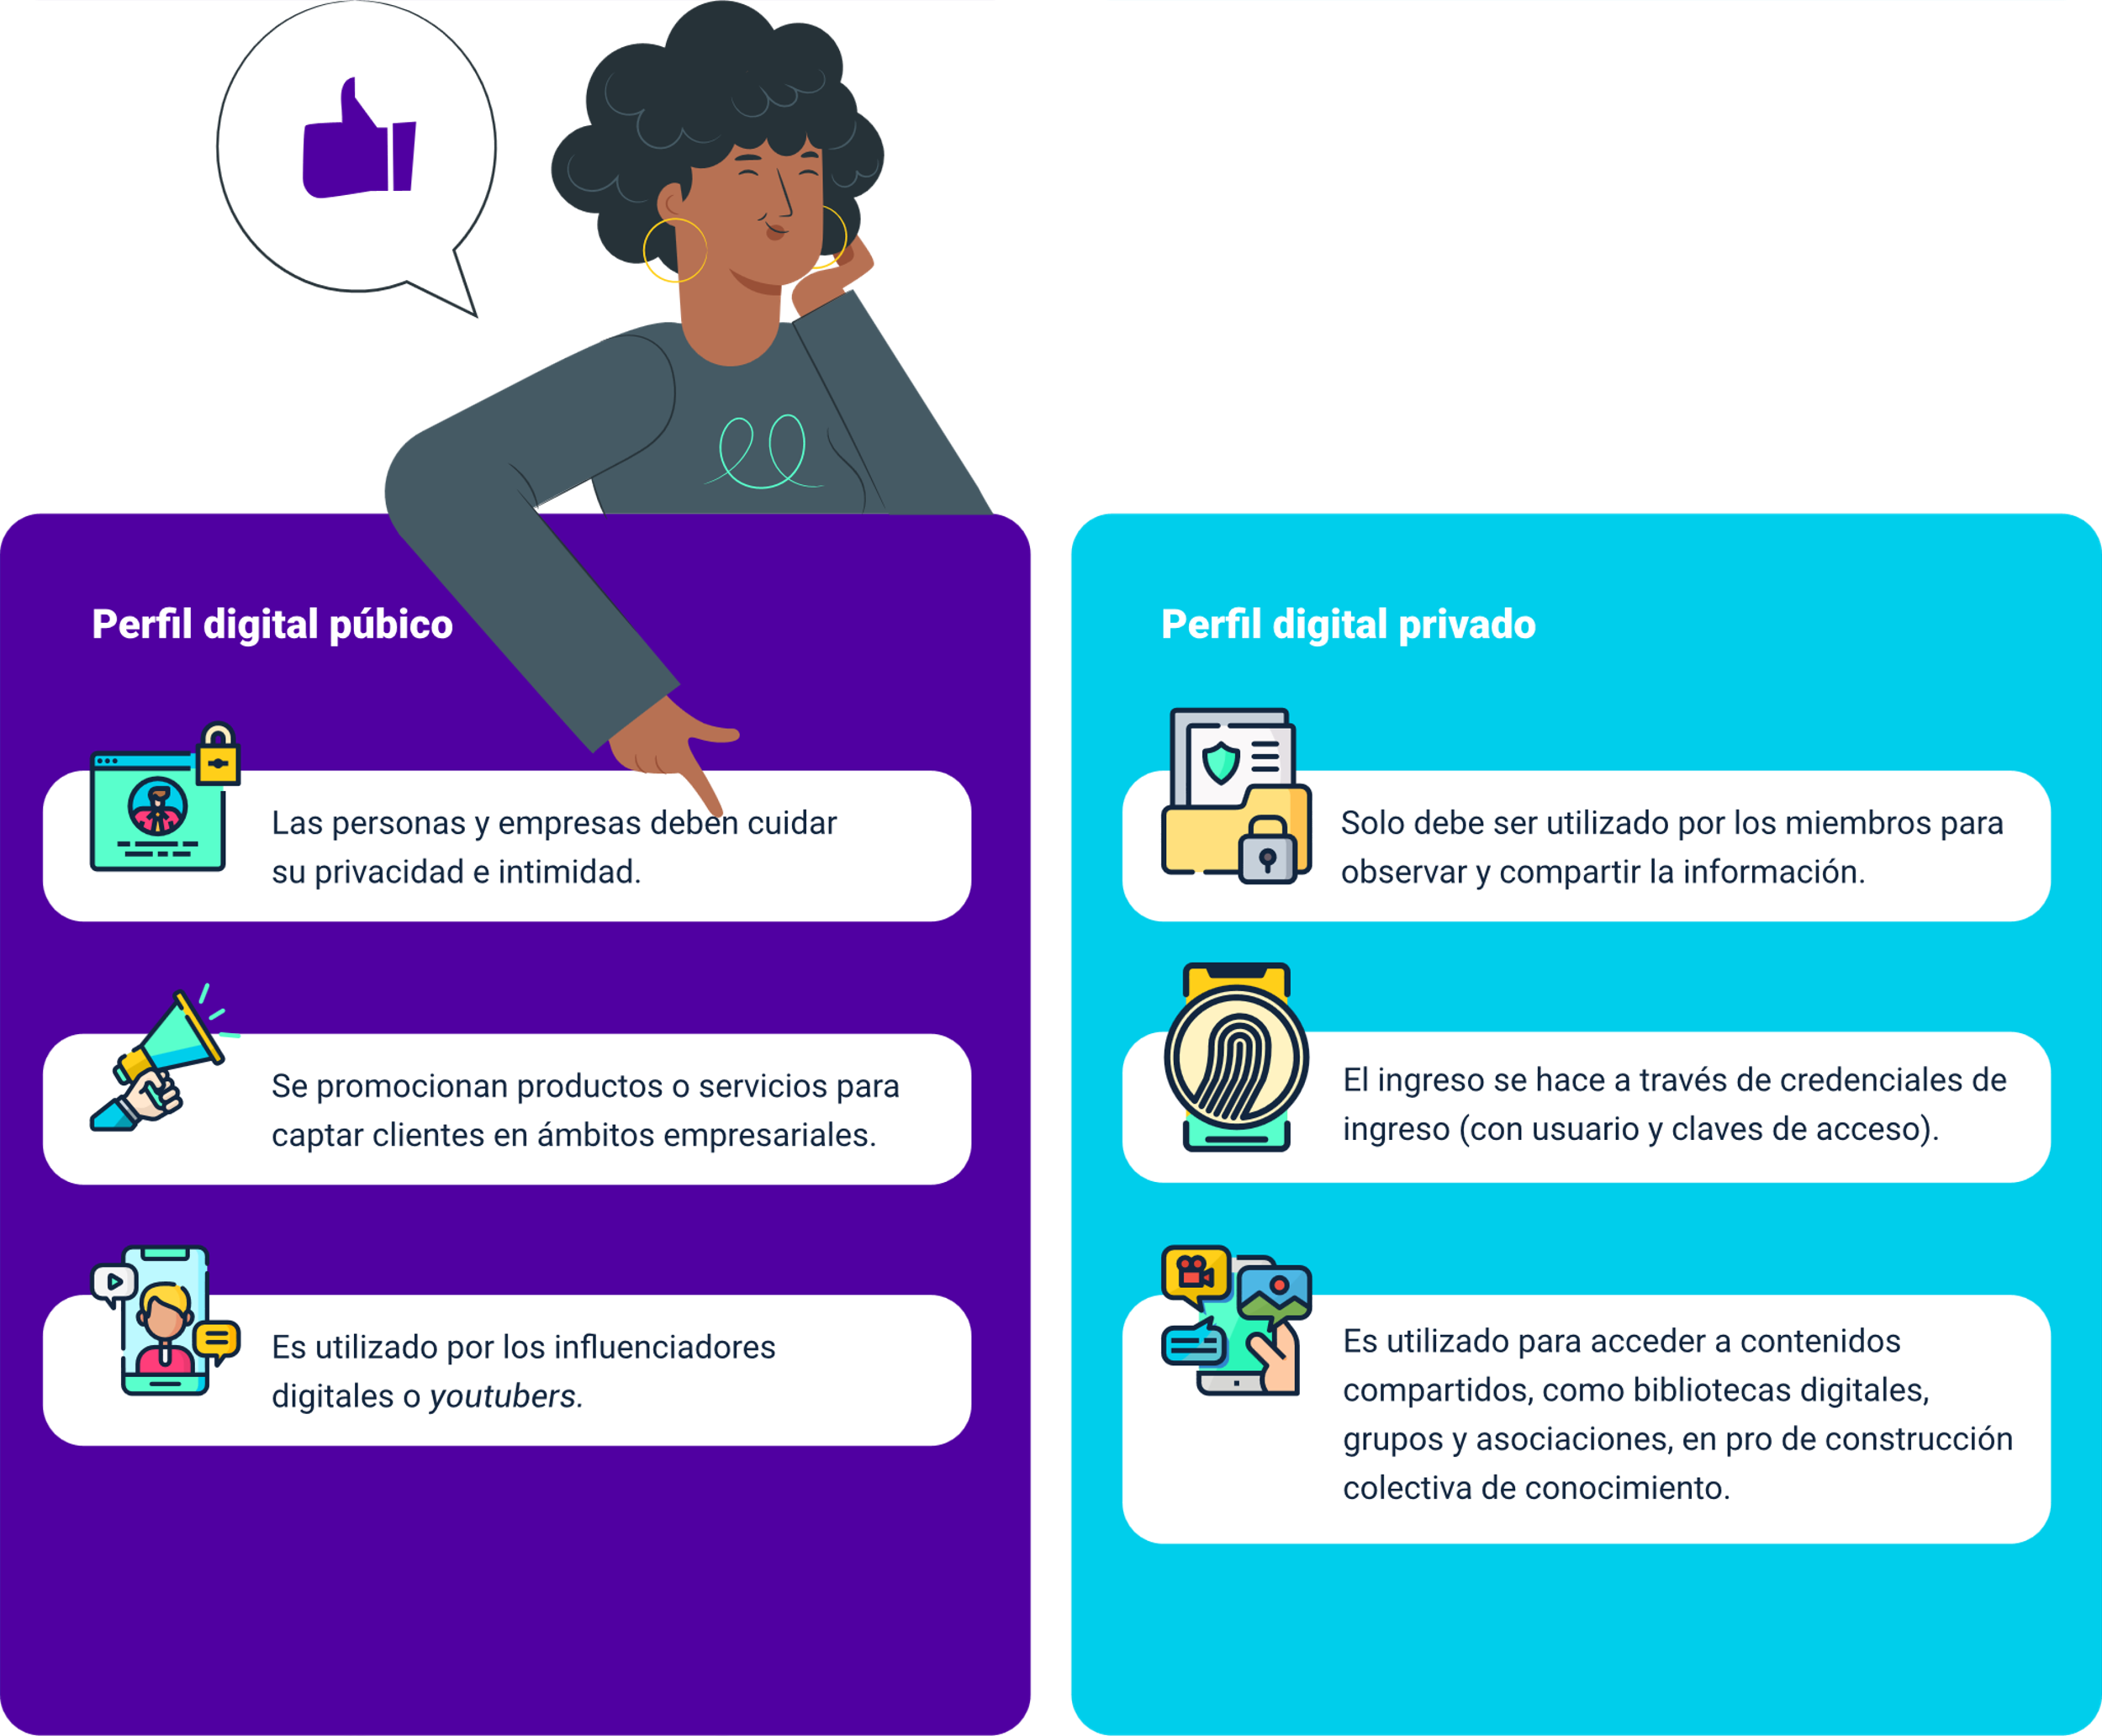 Perfil digital púbico
Las personas y empresas deben cuidar
su privacidad e intimidad.
Se promocionan productos o servicios para
captar clientes en ámbitos empresariales.
Es utilizado por los influenciadores
digitales o youtubers.
Perfil digital privado
Solo debe ser utilizado por los miembros para
observar y compartir la información.
El ingreso se hace a través de credenciales de
ingreso (con usuario y claves de acceso).
Es utilizado para acceder a contenidos
compartidos, como bibliotecas digitales,
grupos y asociaciones, en pro de construcción
colectiva de conocimiento.